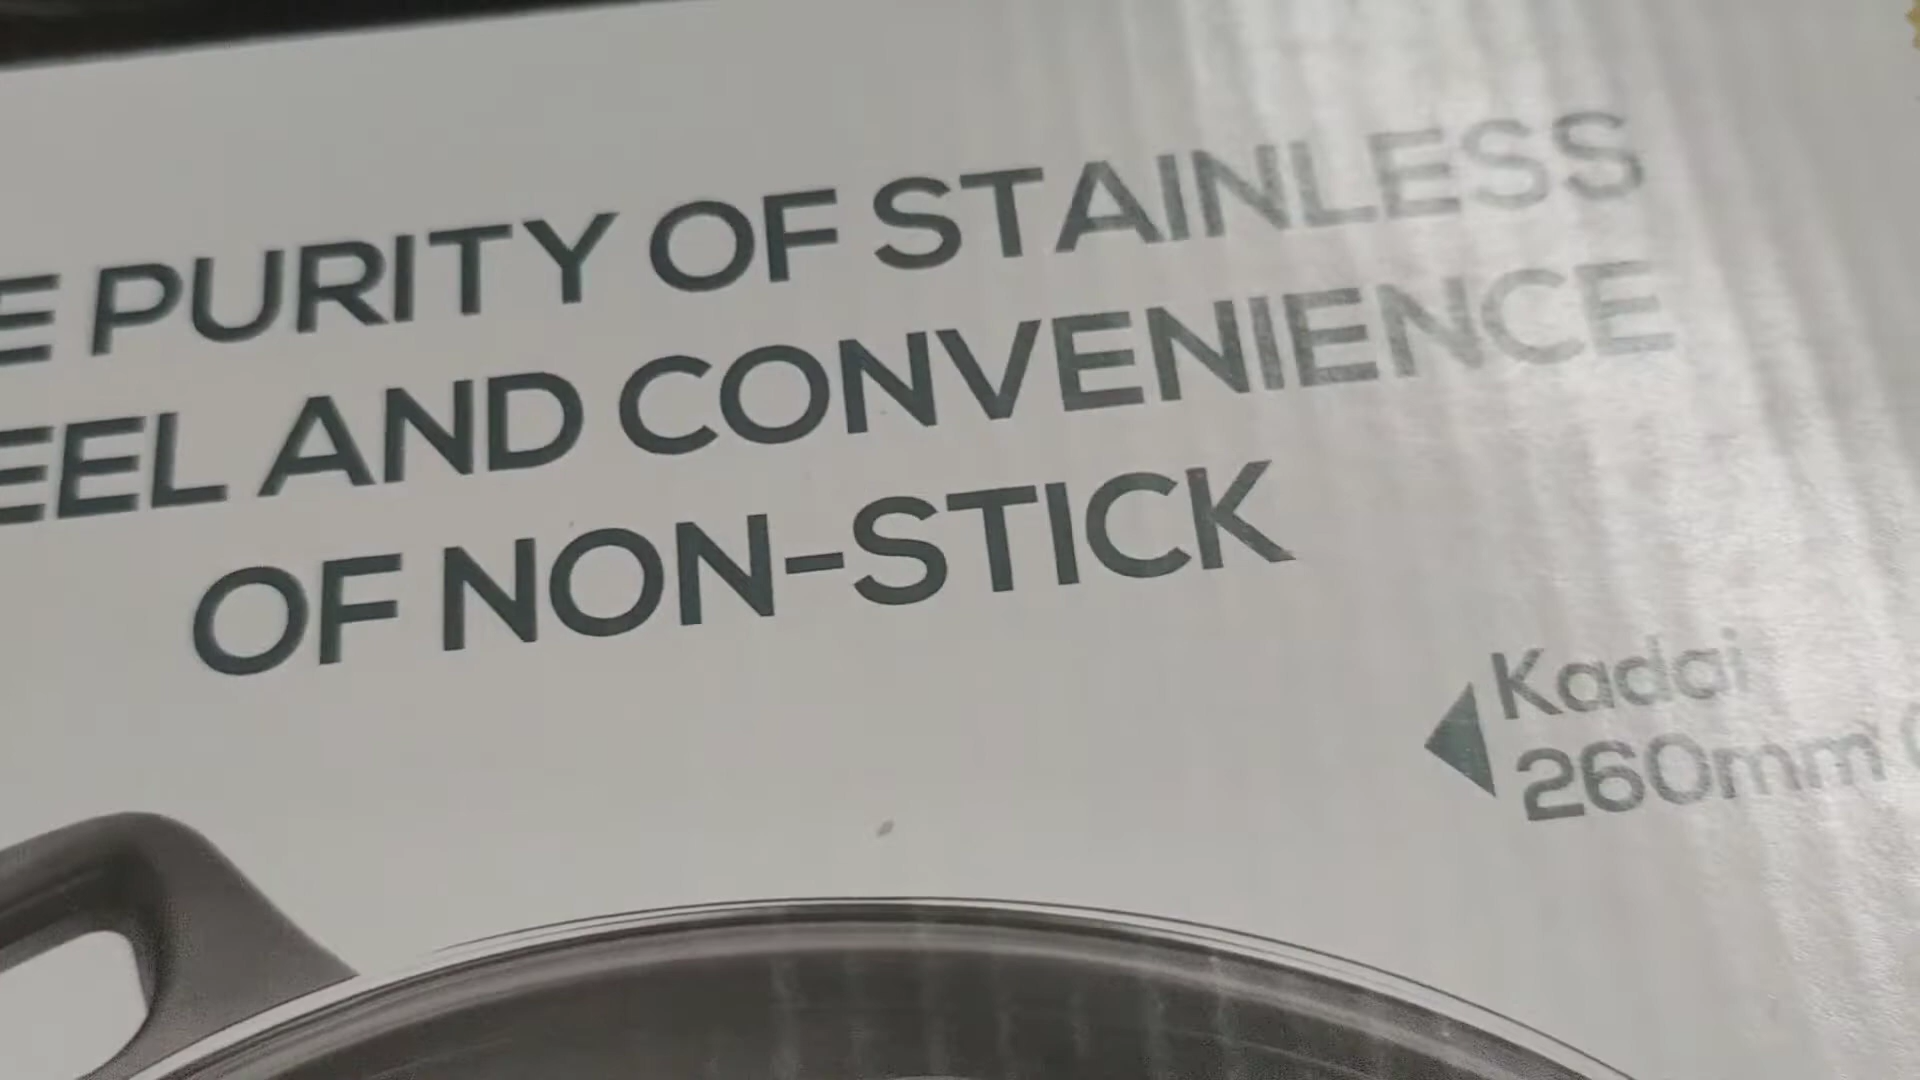 E PURITY OF STAINLESS
EEL AND CONVENIENCE
OF NON-STICK
Kadai
260mm